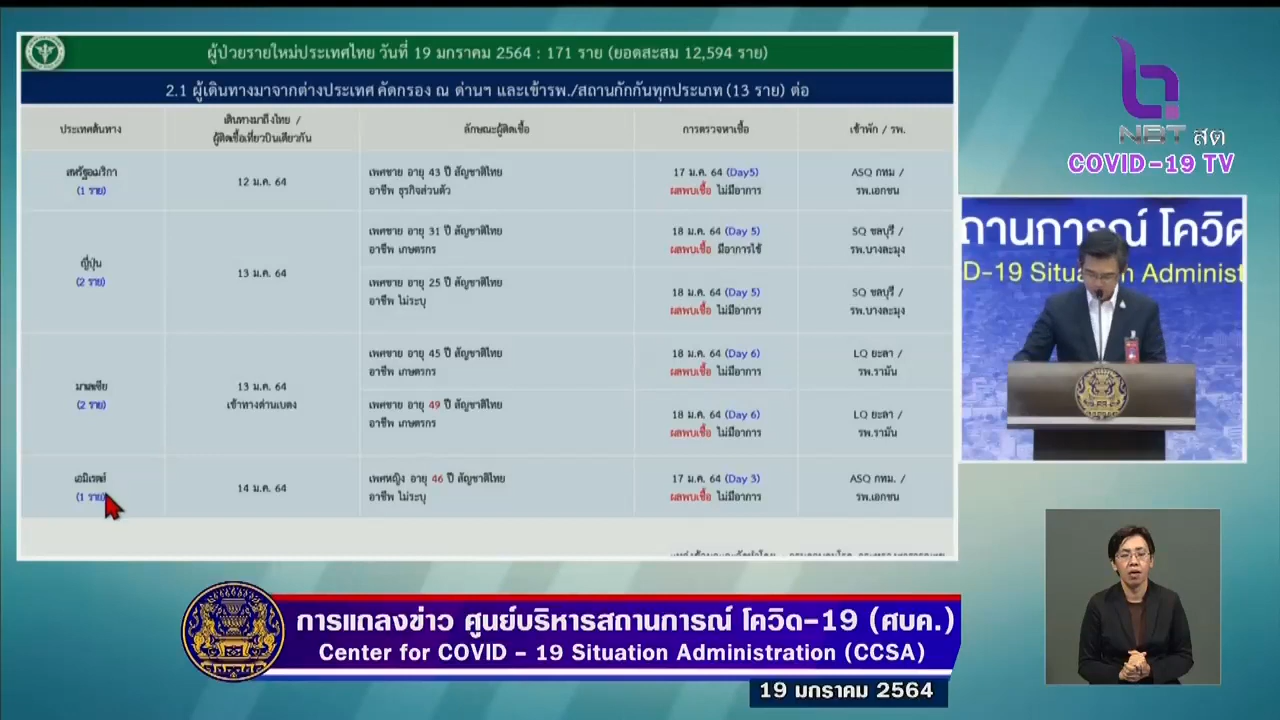 ผู้ป่วยรายใหม่ประเทศไทย วันที่ 19 มกราคม 2564 : 171 ราย (ยอดสะสม 12,594 ราย)
2.1 ผู้เดินทางมาจากต่างประเทศ คัดกรอง ณ ด่านฯ และเข้ารพ./สถานกักกันทุกประเภท (13 ราย) ต่อ
ประเทศต้นทาง
เดินทางมาถึงไทย /
ผู้ติดเชื้อเที่ยวบินเดียวกัน
ลักษณะผู้ติดเชื้อ
การตรวจหาเชื้อ
เข้าพัก / รพ.
สหรัฐอเมริกา
(1 ราย)
12 ม.ค. 64
เพศชาย อายุ 43 ปี สัญชาติไทย
อาชีพ ธุรกิจส่วนตัว
17 ม.ค. 64 (Day5)
ผลพบเชื้อ ไม่มีอาการ
ASQ กทม /
รพ.เอกชน
ญี่ปุ่น
(2 ราย)
13 ม.ค. 64
เพศชาย อายุ 31 ปี สัญชาติไทย
อาชีพ เกษตรกร
18 ม.ค. 64 (Day 5)
ผลพบเชื้อ มีอาการไข้
SQ ชลบุรี /
รพ.บางละมุง
เพศชาย อายุ 25 ปี สัญชาติไทย
อาชีพ ไม่ระบุ
18 ม.ค. 64 (Day 5)
ผลพบเชื้อ ไม่มีอาการ
SQ ชลบุรี /
รพ.บางละมุง
มาเลเซีย
(2 ราย)
13 ม.ค. 64
เข้าทางด่านเบตง
เพศชาย อายุ 45 ปี สัญชาติไทย
อาชีพ เกษตรกร
18 ม.ค. 64 (Day 6)
ผลพบเชื้อ ไม่มีอาการ
LQ ยะลา /
รพ.รามัน
เพศชาย อายุ 49 ปี สัญชาติไทย
อาชีพ เกษตรกร
18 ม.ค. 64 (Day 6)
ผลพบเชื้อ ไม่มีอาการ
LQ ยะลา /
รพ.รามัน
เอมิเรตส์
(1 ราย)
14 ม.ค. 64
เพศหญิง อายุ 46 ปี สัญชาติไทย
อาชีพ ไม่ระบุ
17 ม.ค. 64 (Day 3)
ผลพบเชื้อ ไม่มีอาการ
ASQ กทม. /
รพ.เอกชน
NBT สด
COVID-19 TV
ถานการณ์ โควิด
D-19 Situation Administ
การแถลงข่าว ศูนย์บริหารสถานการณ์ โควิด-19 (ศบค.)
Center for COVID - 19 Situation Administration (CCSA)
19 มกราคม 2564